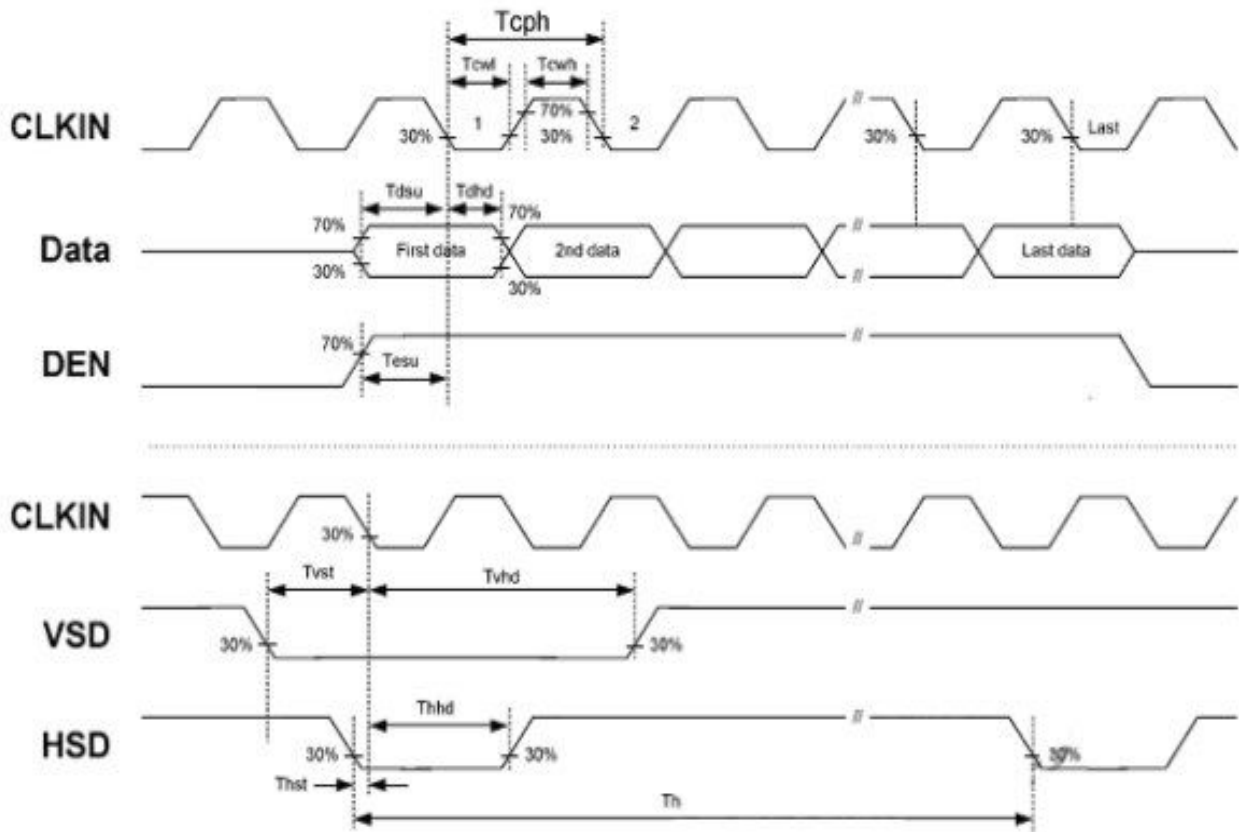 Tcph
Tcwl Tcwh
CLKIN 30% 1 70% 30% 2 30% 30% Last
Tdsu Tdhd
70% 70%
Data First data 2nd data Last data
30% 30%
DEN 70%
Tesu
CLKIN 30%
Tvst Tvhd
VSD 30% 30%
Thhd
HSD 30% 30% 30%
Thst
Th